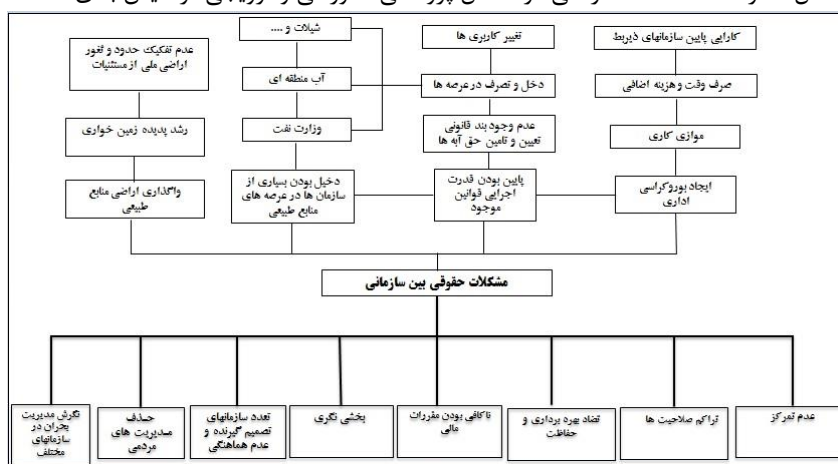 کارایی پایین سازمانهای ذیربط
صرف وقت و هزینه اضافی
موازی کاری
ایجاد بوروکراسی
اداری
تغییر کاربری ها
دخل و تصرف در عرصه ها
عدم وجود بند قانونی
تعیین و تامین حق آبه ها
پایین بودن قدرت
اجرایی قوانین
موجود
شیلات و ....
آب منطقه ای
وزارت نفت
دخیل بودن بسیاری از
سازمان ها در عرصه های
منابع طبیعی
عدم تفکیک حدود و ثغور
اراضی ملی از مستثنیات
رشد پدیده زمین خواری
واگذاری اراضی منابع
طبیعی
مشکلات حقوقی بین سازمانی
عدم تمرکز
تراکم صلاحیت ها
تضاد بهره برداری و
حفاظت
ناکافی بودن مقررات
مالی
بخشی نگری
تعدد سازمانهای
تصمیم گیرنده و
عدم هماهنگی
حذف
مدیریت های
مردمی
نگرش مدیریت
بحران در
سازمانهای
مختلف